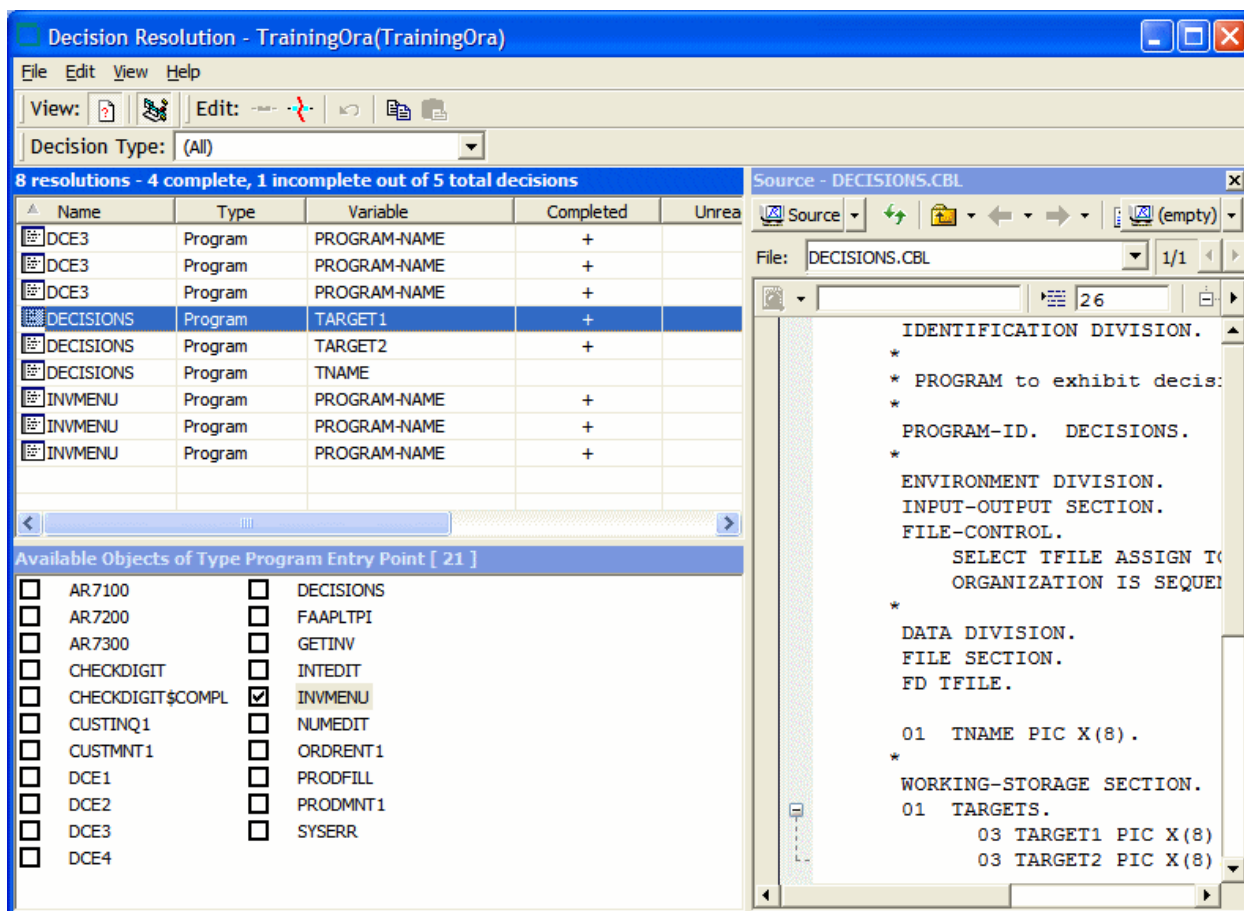 Decision Resolution - TrainingOra(TrainingOra)
File Edit View Help
View: Edit:
Decision Type: (All)
8 resolutions - 4 complete, 1 incomplete out of 5 total decisions
Name Type Variable Completed Unrea
DCE3 Program PROGRAM-NAME +
DCE3 Program PROGRAM-NAME +
DCE3 Program PROGRAM-NAME +
DECISIONS Program TARGET1 +
DECISIONS Program TARGET2 +
DECISIONS Program TNAME
INVMENU Program PROGRAM-NAME +
INVMENU Program PROGRAM-NAME +
INVMENU Program PROGRAM-NAME +
Available Objects of Type Program Entry Point [ 21 ]
AR7100 DECISIONS
AR7200 FAAPLTPI
AR7300 GETINV
CHECKDIGIT INTEDIT
CHECKDIGIT$COMPL INVMENU
CUSTINQ1 NUMEDIT
CUSTMNT1 ORDRENT1
DCE1 PRODFILL
DCE2 PRODMNT1
DCE3 SYSERR
DCE4
Source - DECISIONS.CBL
Source (empty)
File: DECISIONS.CBL 1/1
26
IDENTIFICATION DIVISION.
*
* PROGRAM to exhibit decis
*
PROGRAM-ID. DECISIONS.
*
ENVIRONMENT DIVISION.
INPUT-OUTPUT SECTION.
FILE-CONTROL.
SELECT TFILE ASSIGN TO
ORGANIZATION IS SEQUEN
*
DATA DIVISION.
FILE SECTION.
FD TFILE.
01 TNAME PIC X(8).
*
WORKING-STORAGE SECTION.
01 TARGETS.
03 TARGET1 PIC X(8)
03 TARGET2 PIC X(8)